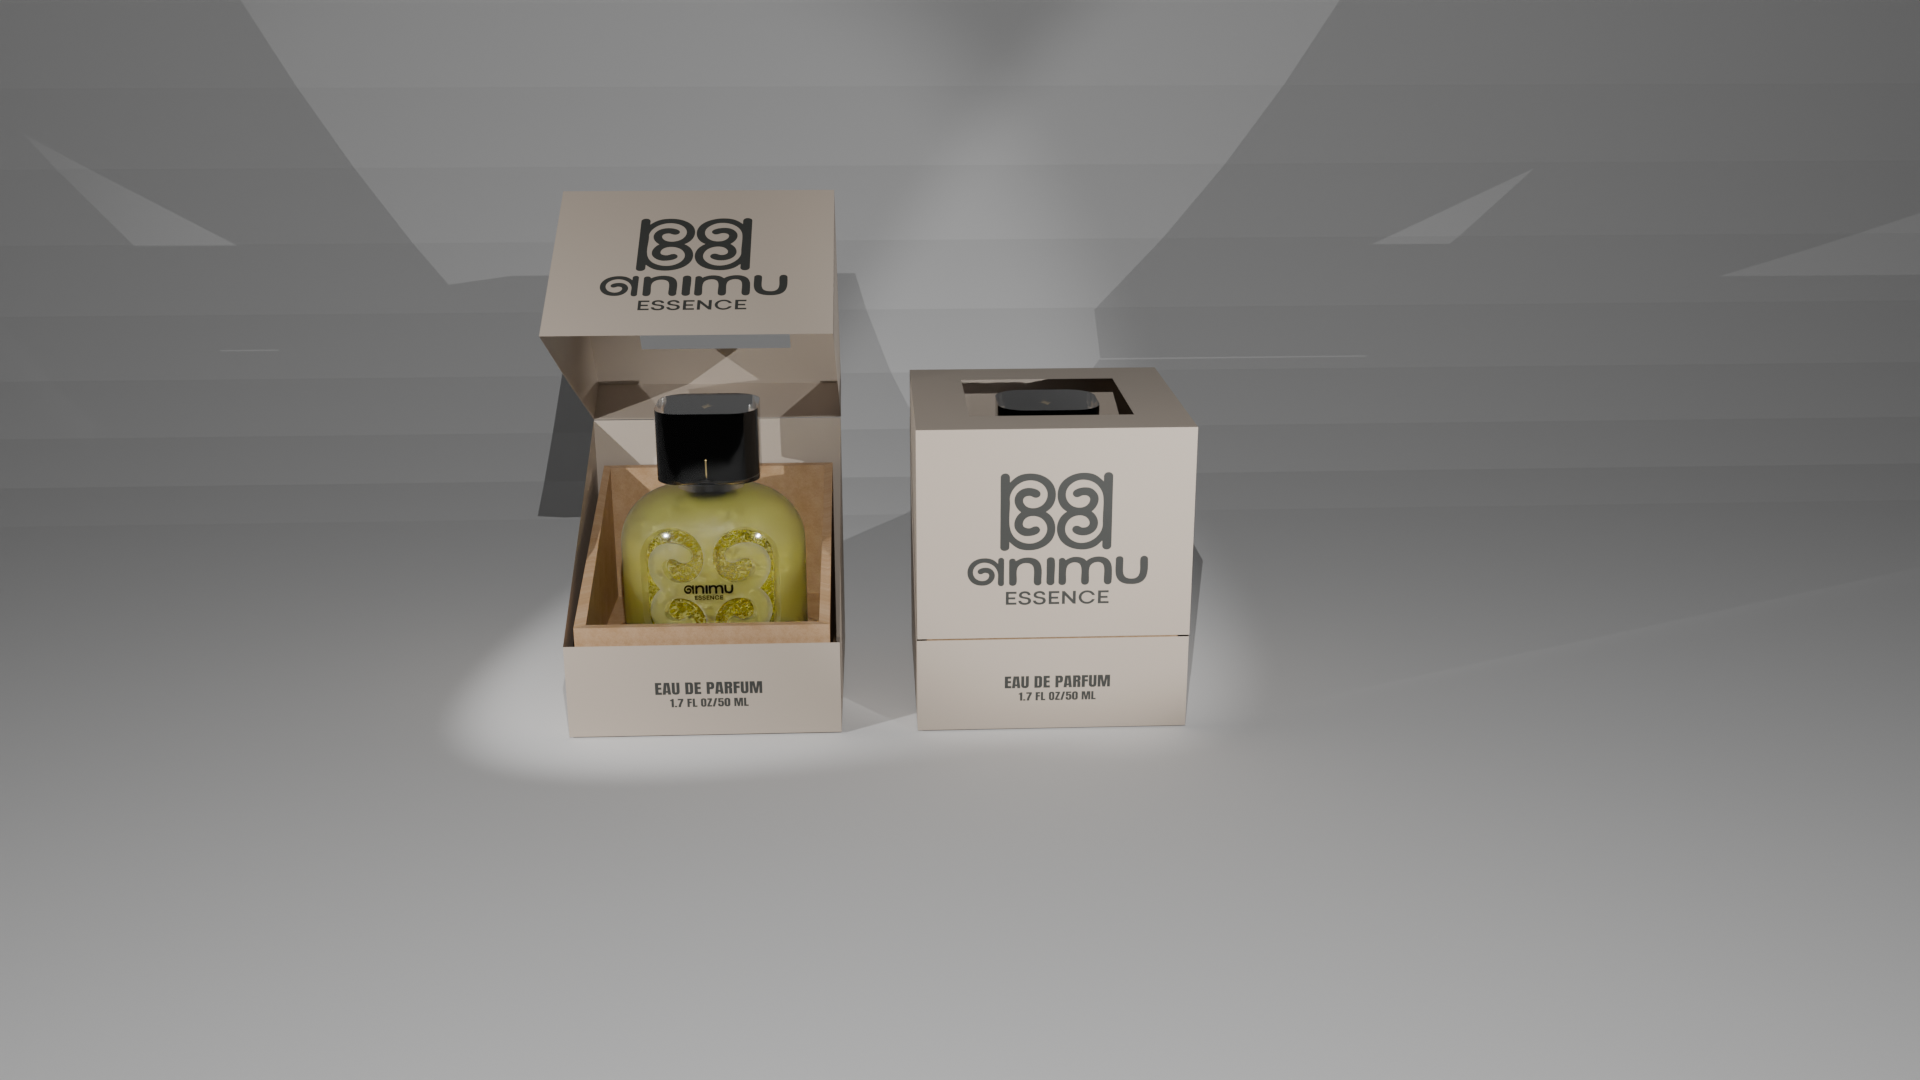 animu
ESSENCE
animu
ESSENCE
EAU DE PARFUM
1.7 FL OZ/50 ML
animu
ESSENCE
EAU DE PARFUM
1.7 FL OZ/50 ML